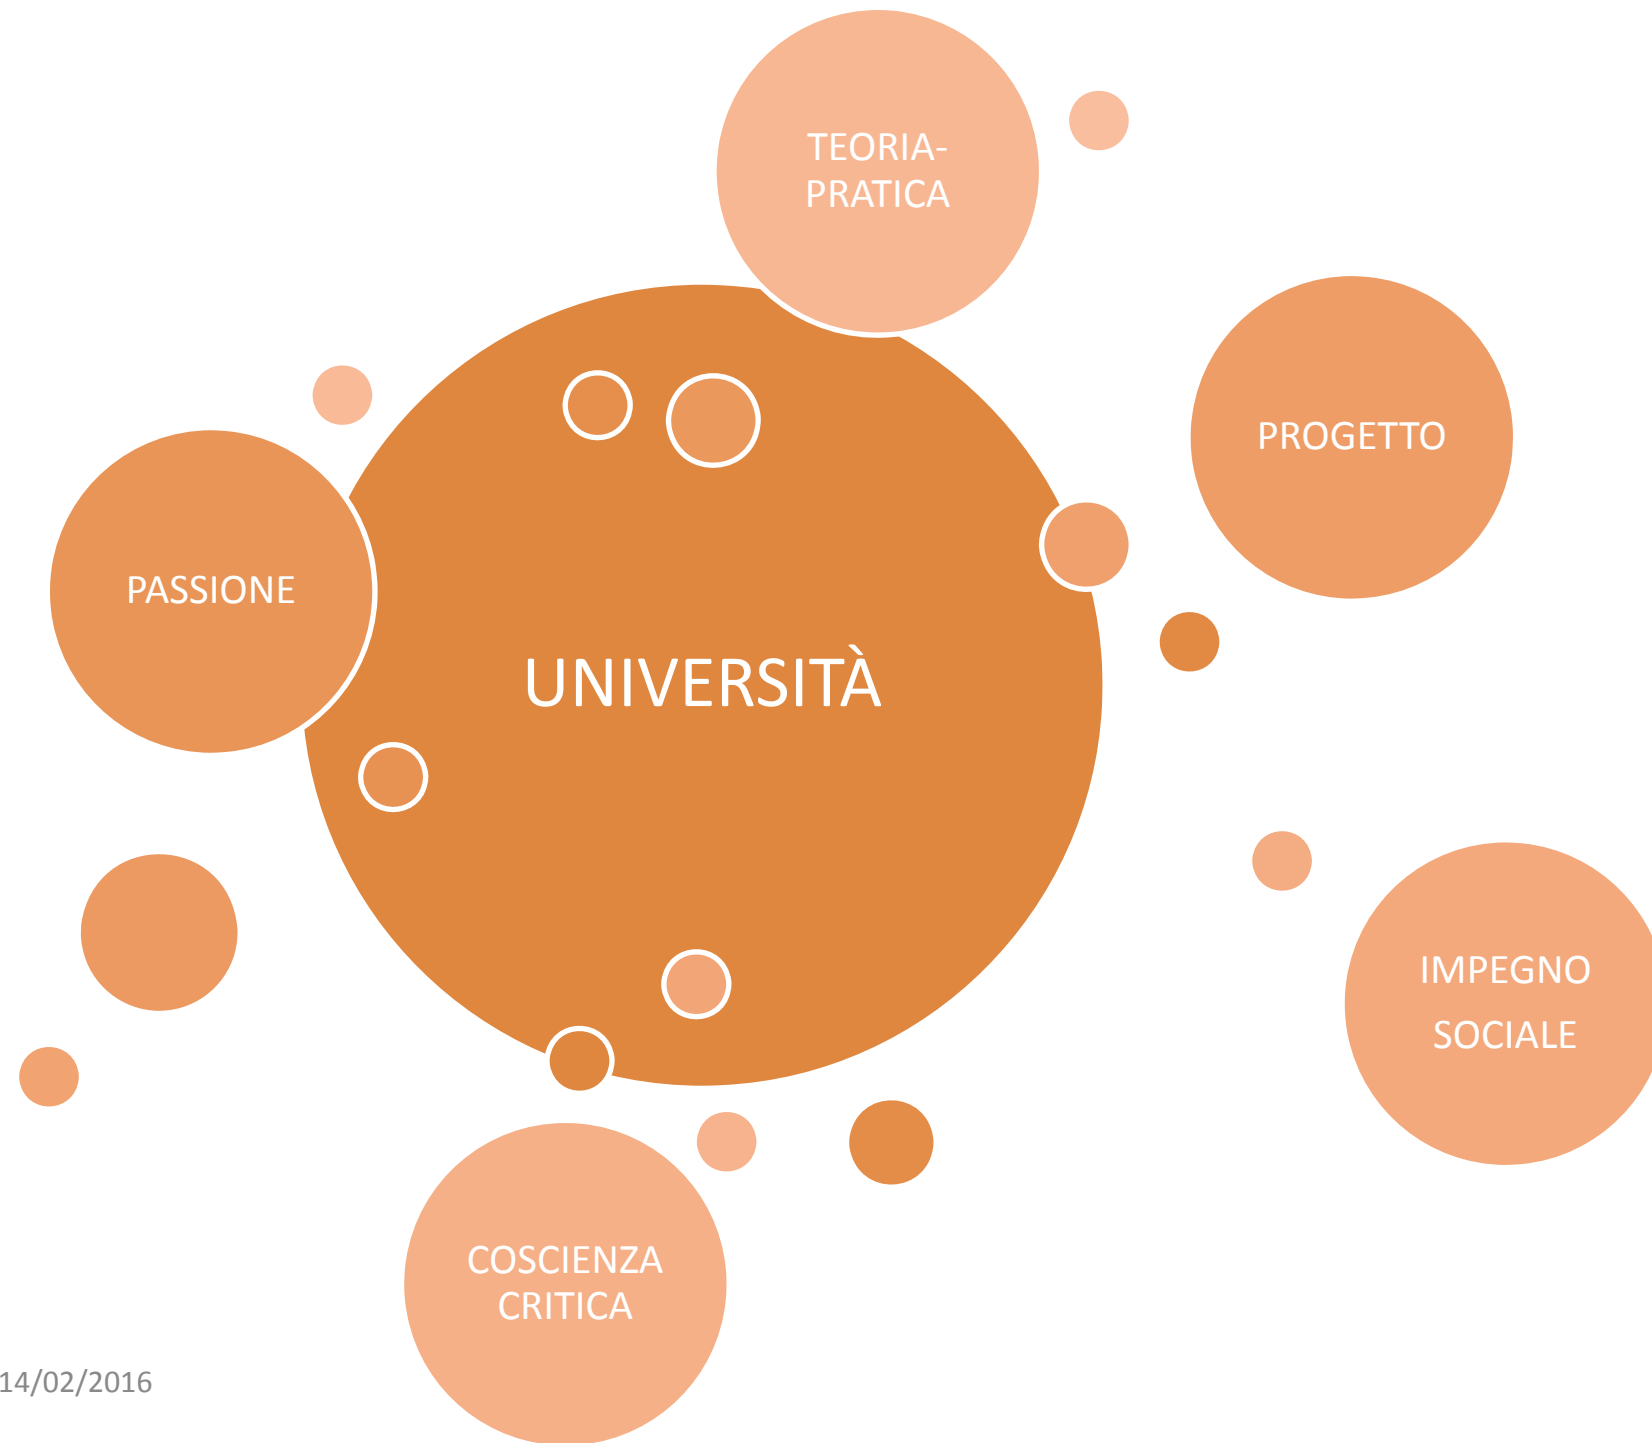 TEORIA-
PRATICA
PROGETTO
PASSIONE
UNIVERSITÀ
IMPEGNO
SOCIALE
COSCIENZA
CRITICA
14/02/2016